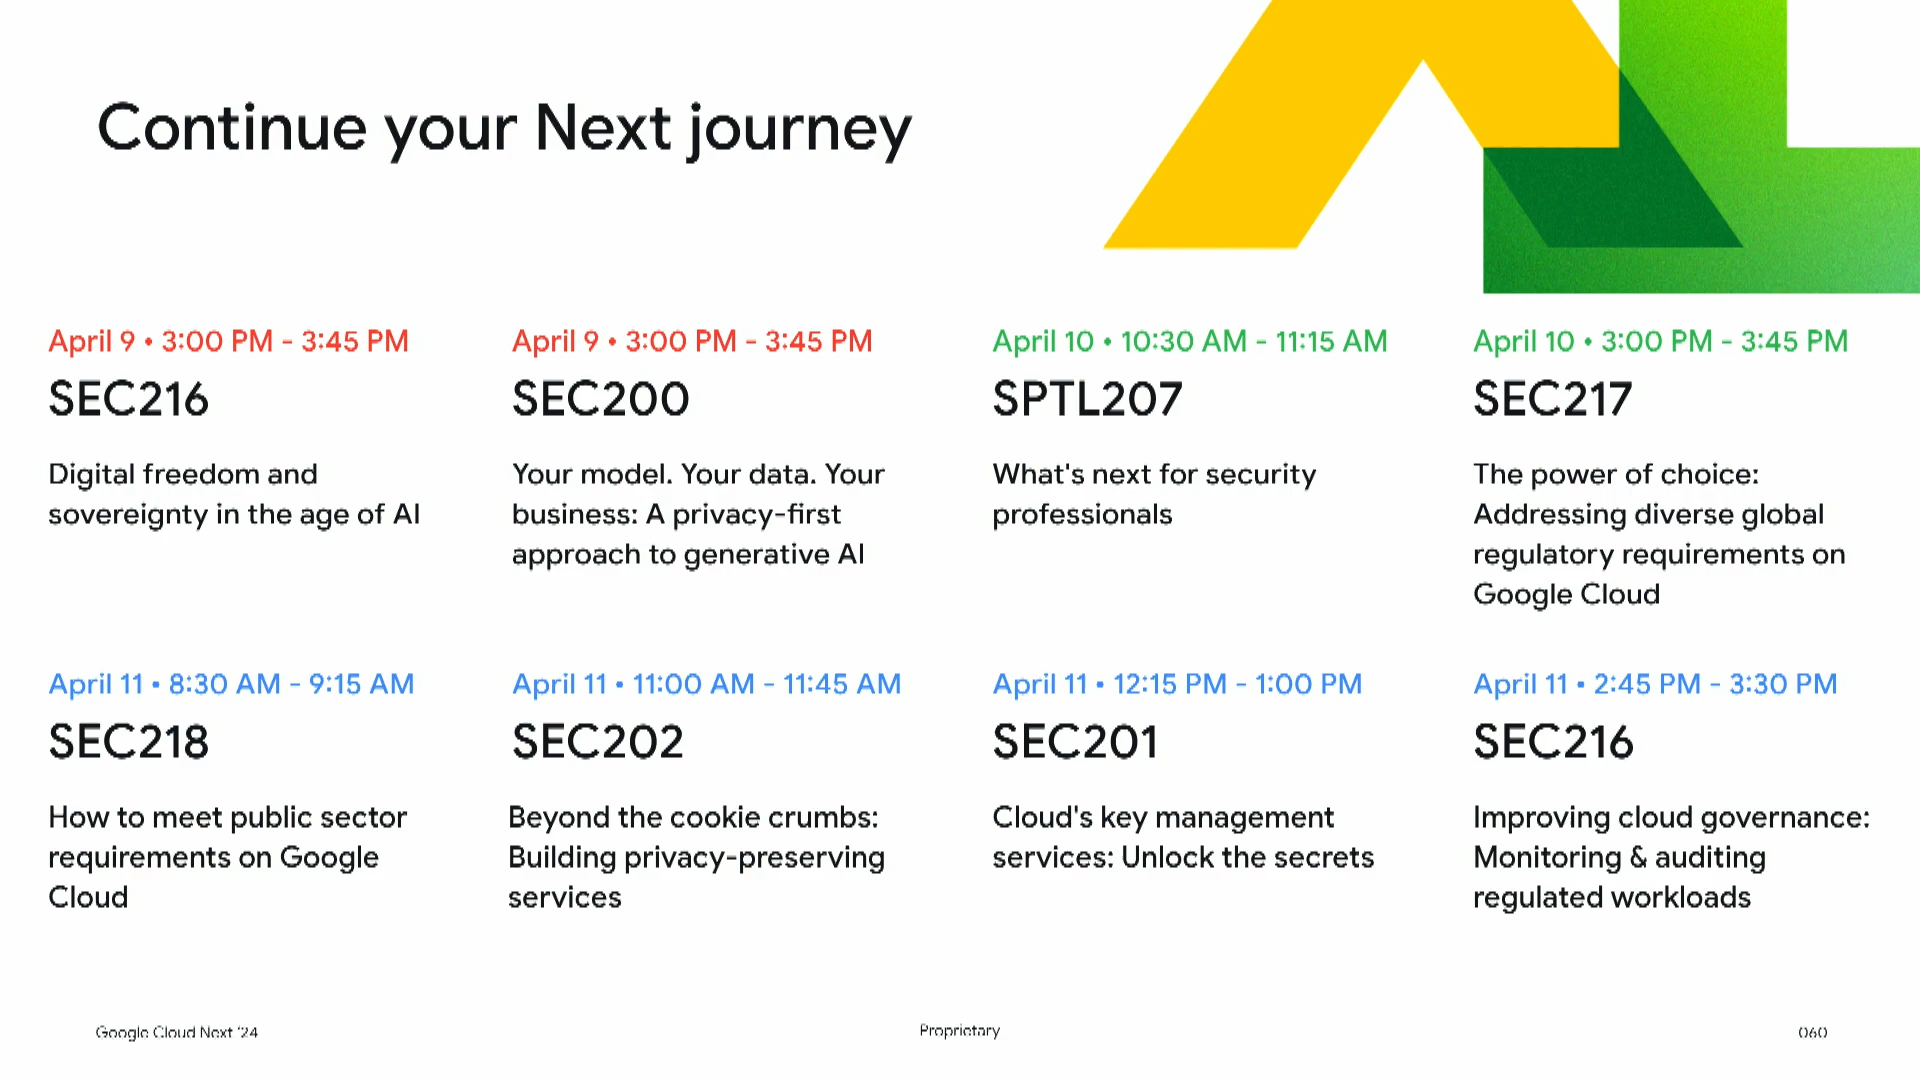 Continue your Next journey
April 9 • 3:00 PM - 3:45 PM
SEC216
Digital freedom and
sovereignty in the age of AI
April 9 • 3:00 PM - 3:45 PM
SEC200
Your model. Your data. Your
business: A privacy-first
approach to generative AI
April 10 • 10:30 AM - 11:15 AM
SPTL207
What's next for security
professionals
April 10 • 3:00 PM - 3:45 PM
SEC217
The power of choice:
Addressing diverse global
regulatory requirements on
Google Cloud
April 11 • 8:30 AM - 9:15 AM
SEC218
How to meet public sector
requirements on Google
Cloud
April 11 • 11:00 AM - 11:45 AM
SEC202
Beyond the cookie crumbs:
Building privacy-preserving
services
April 11 • 12:15 PM - 1:00 PM
SEC201
Cloud's key management
services: Unlock the secrets
April 11 • 2:45 PM - 3:30 PM
SEC216
Improving cloud governance:
Monitoring & auditing
regulated workloads
Google Cloud Next '24
Proprietary
060